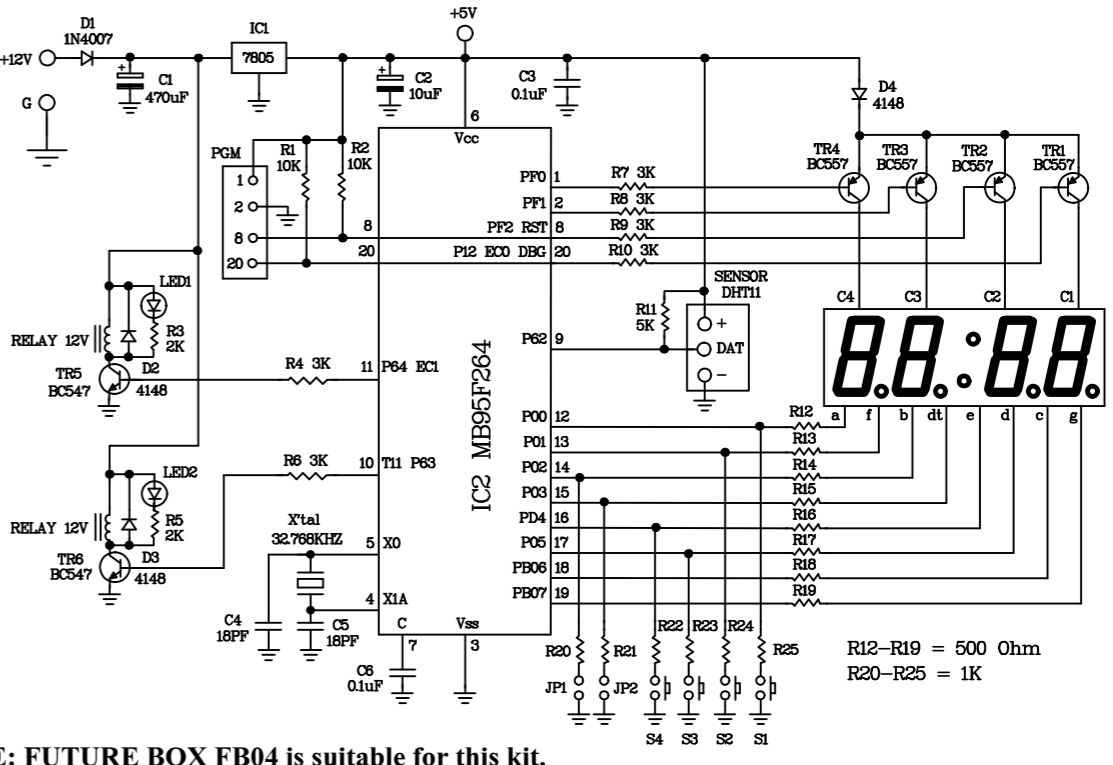 +5V
D1
1N4007
IC1
7805
+12V
C1
470uF
C2
10uF
C3
0.1uF
D4
4148
G
6
Vcc
PGM
R1
10K
R2
10K
1
2
8
20
8
20
TR4
BC557
TR3
BC557
TR2
BC557
TR1
BC557
PF0 1 R7 3K
PF1 2 R8 3K
PF2 RST 8 R9 3K
P12 EC0 DBG 20 R10 3K
SENSOR
DHT11
R11
5K
+
DAT
−
P62 9
C4 C3 C2 C1
LED1
R3
2K
RELAY 12V
D2
4148
TR5
BC547
R4 3K
11 P64 EC1
IC2 MB95F264
a f b dt e d c g
P00 12 R12
P01 13 R13
P02 14 R14
P03 15 R15
PD4 16 R16
P05 17 R17
PB06 18 R18
PB07 19 R19
LED2
R5
2K
RELAY 12V
D3
4148
TR6
BC547
R6 3K
10 T11 P63
X'tal
32.768KHZ
5 X0
4 X1A
C4
18PF
C5
18PF
C
7
Vss
3
C6
0.1uF
R20 R21 R22 R23 R24 R25
JP1 JP2
S4 S3 S2 S1
R12-R19 = 500 Ohm
R20-R25 = 1K
E: FUTURE BOX FB04 is suitable for this kit.